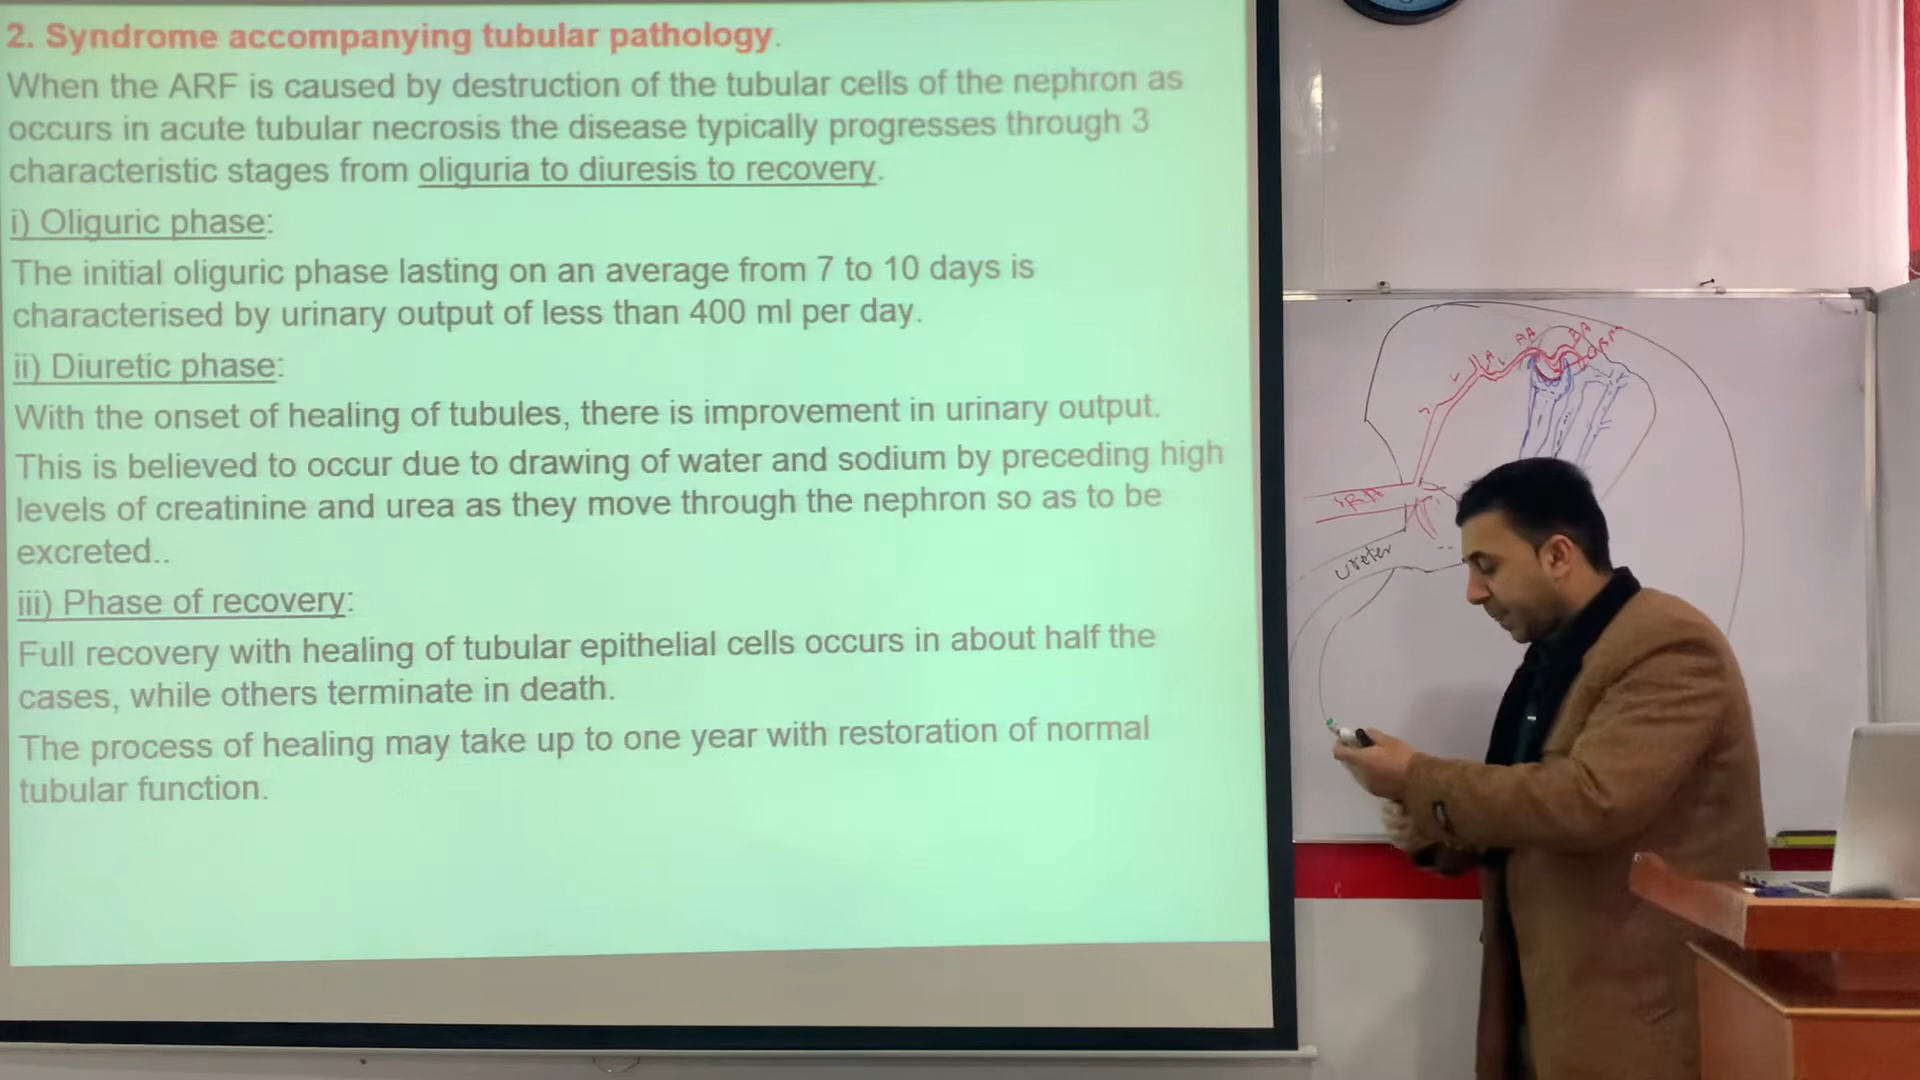 2. Syndrome accompanying tubular pathology.
When the ARF is caused by destruction of the tubular cells of the nephron as
occurs in acute tubular necrosis the disease typically progresses through 3
characteristic stages from oliguria to diuresis to recovery.
i) Oliguric phase:
The initial oliguric phase lasting on an average from 7 to 10 days is
characterised by urinary output of less than 400 ml per day.
ii) Diuretic phase:
With the onset of healing of tubules, there is improvement in urinary output.
This is believed to occur due to drawing of water and sodium by preceding high
levels of creatinine and urea as they move through the nephron so as to be
excreted..
iii) Phase of recovery:
Full recovery with healing of tubular epithelial cells occurs in about half the
cases, while others terminate in death.
The process of healing may take up to one year with restoration of normal
tubular function.
ureter